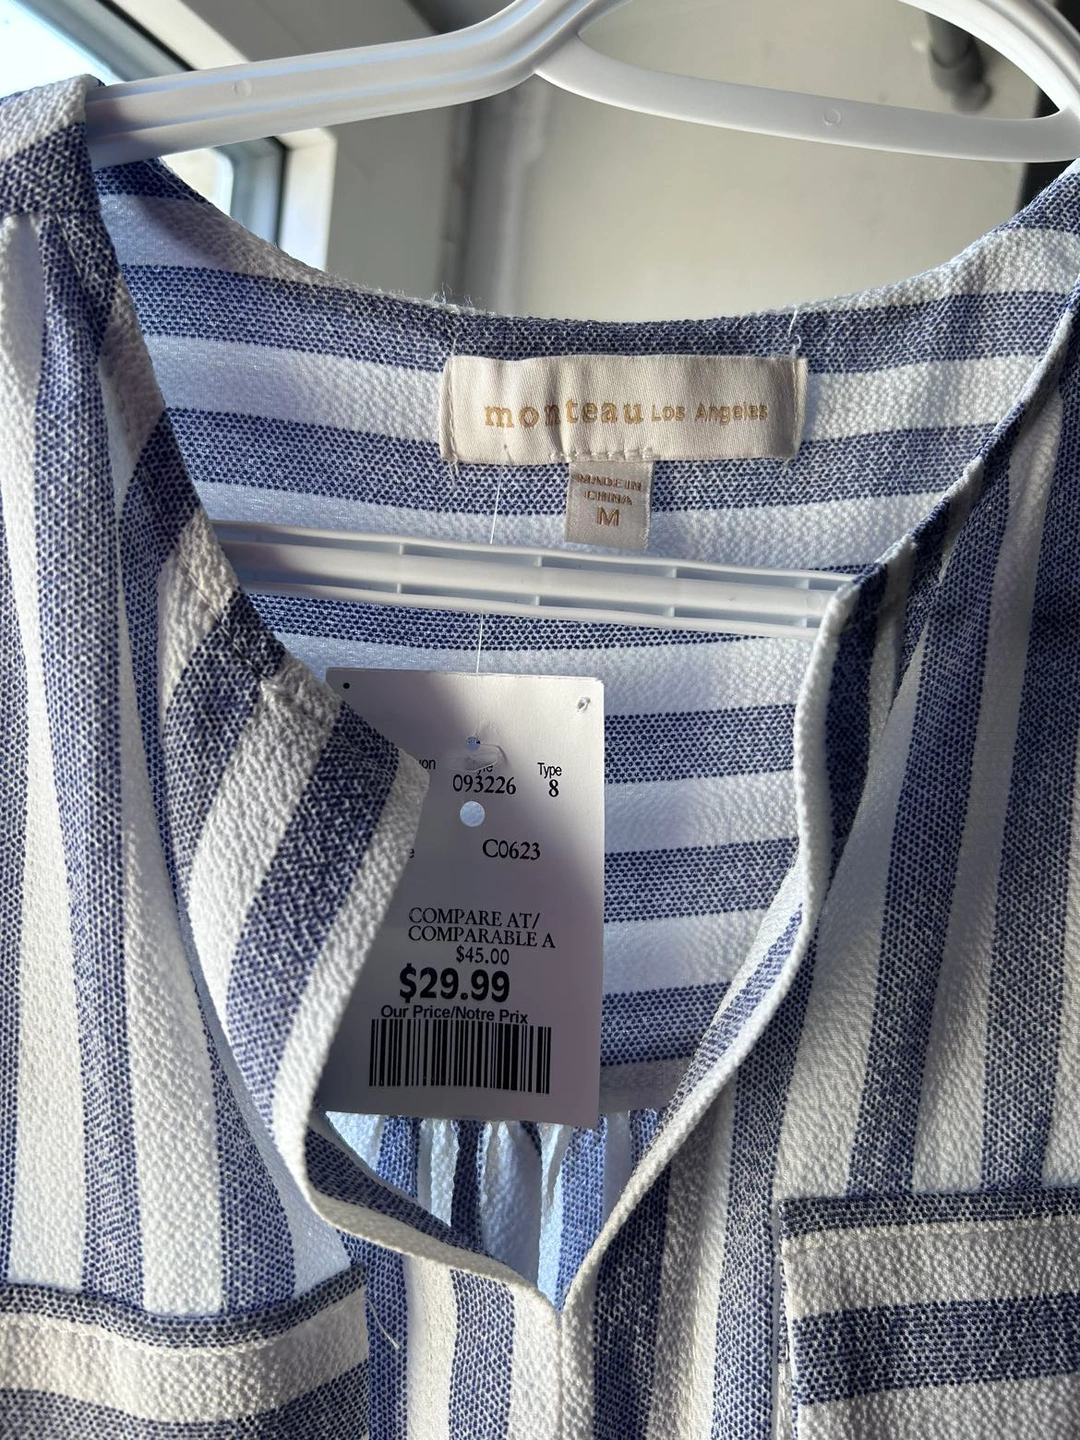 monteau Los Angeles
MADE IN
CHINA
M
Type
093226 8
C0623
COMPARE AT/
COMPARABLE A
$45.00
$29.99
Our Price/Notre Prix